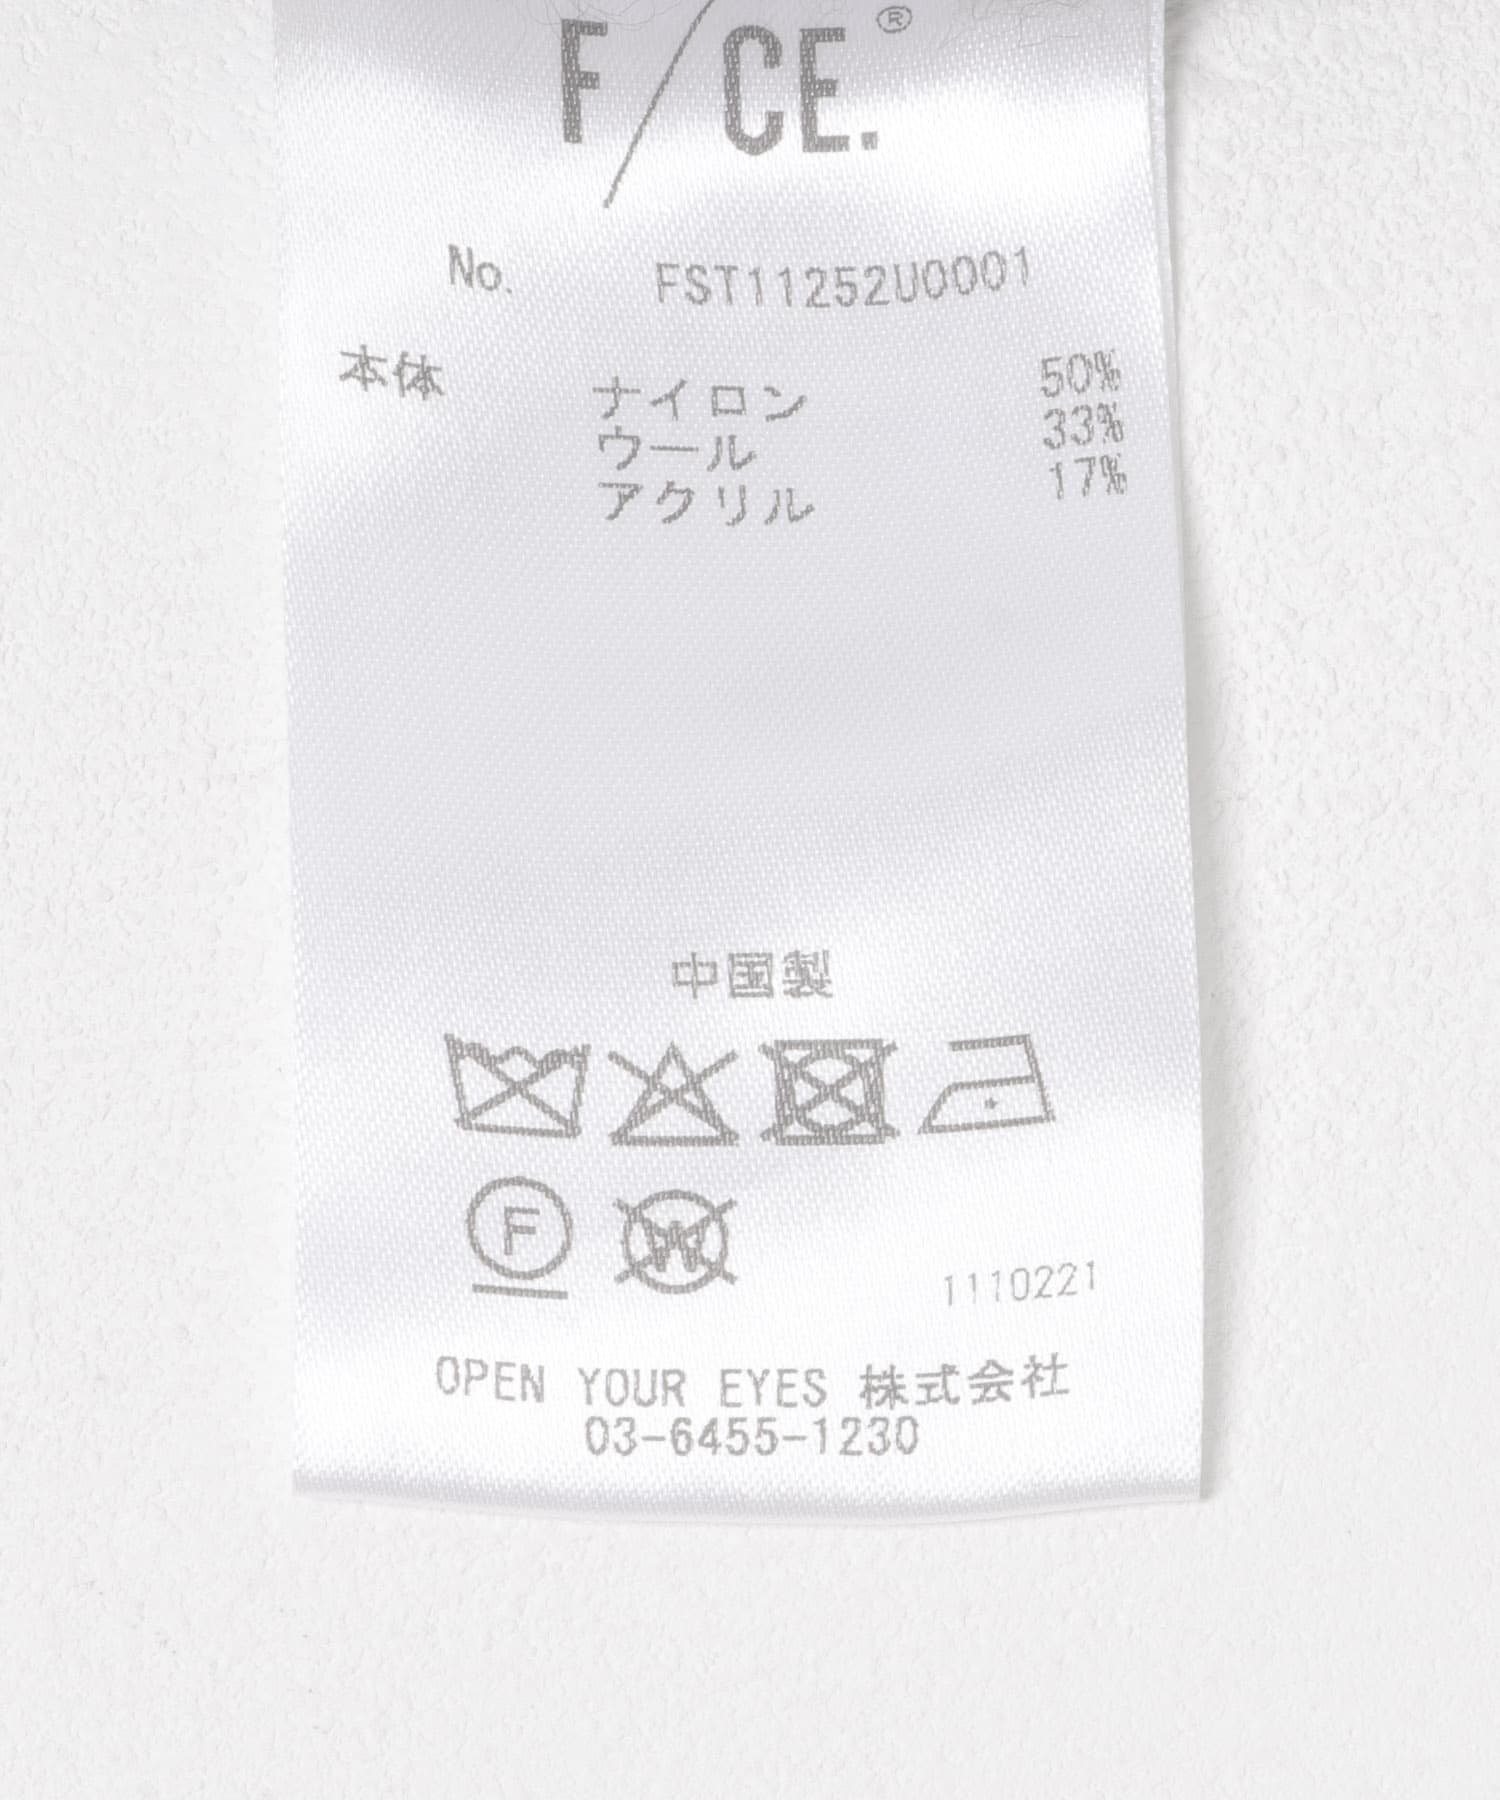 F/CE.®
No. FST11252U0001
本体 ナイロン 50%
ウール 33%
アクリル 17%
中国製
F W
1110221
OPEN YOUR EYES 株式会社
03-6455-1230